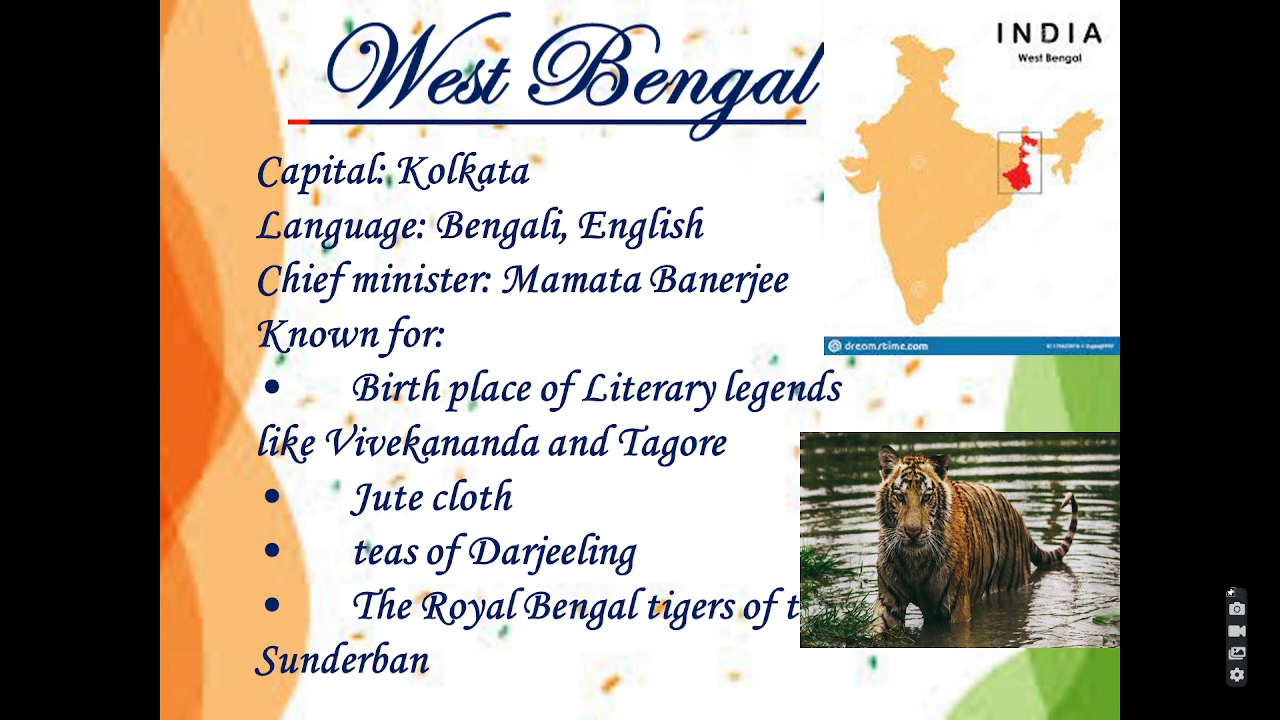 West Bengal
INDIA
West Bengal
Capital: Kolkata
Language: Bengali, English
Chief minister: Mamata Banerjee
Known for:
dreamstime.com
• Birth place of Literary legends
like Vivekananda and Tagore
• Jute cloth
• teas of Darjeeling
• The Royal Bengal tigers of t
Sunderban